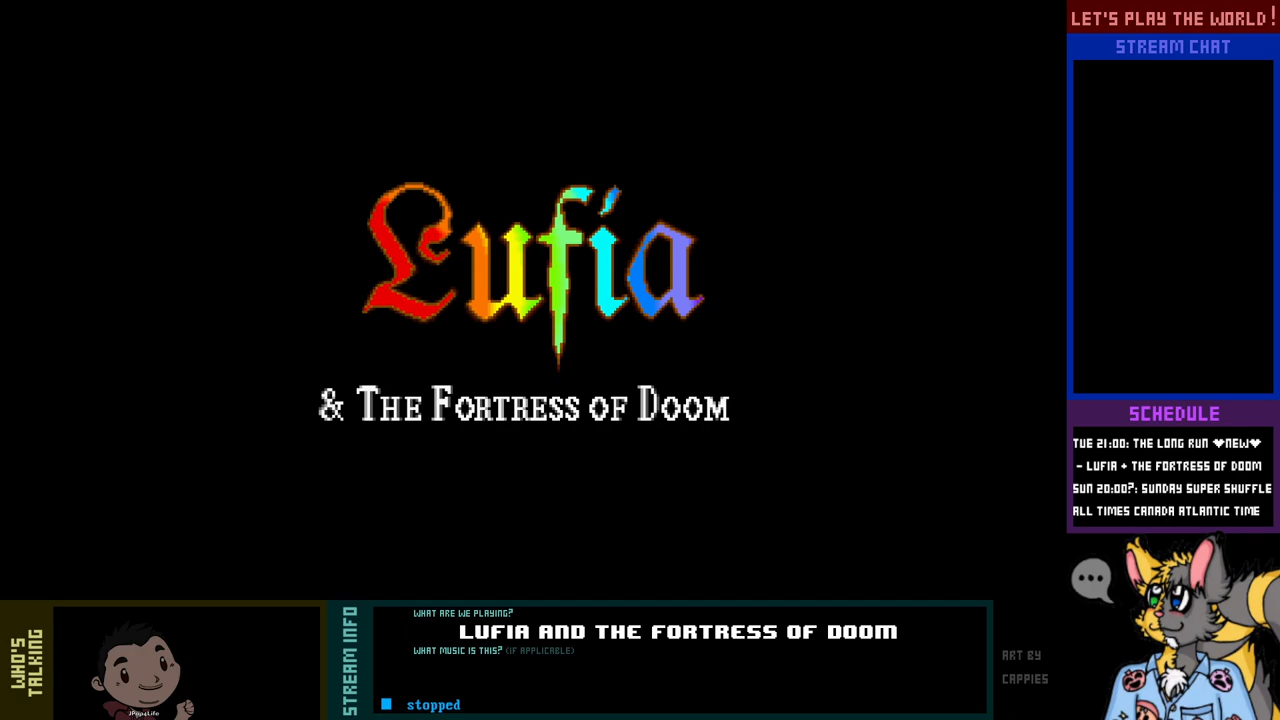 LET'S PLAY THE WORLD!
STREAM CHAT
Lufia
& THE FORTRESS OF DOOM
SCHEDULE
TUE 21:00: THE LONG RUN ♥NEW♥
- LUFIA + THE FORTRESS OF DOOM
SUN 20:00?: SUNDAY SUPER SHUFFLE
ALL TIMES CANADA ATLANTIC TIME
...
WHO'S TALKING
JPep4Life
STREAM INFO
WHAT ARE WE PLAYING?
LUFIA AND THE FORTRESS OF DOOM
WHAT MUSIC IS THIS? (IF APPLICABLE)
stopped
ART BY
CAPPIES